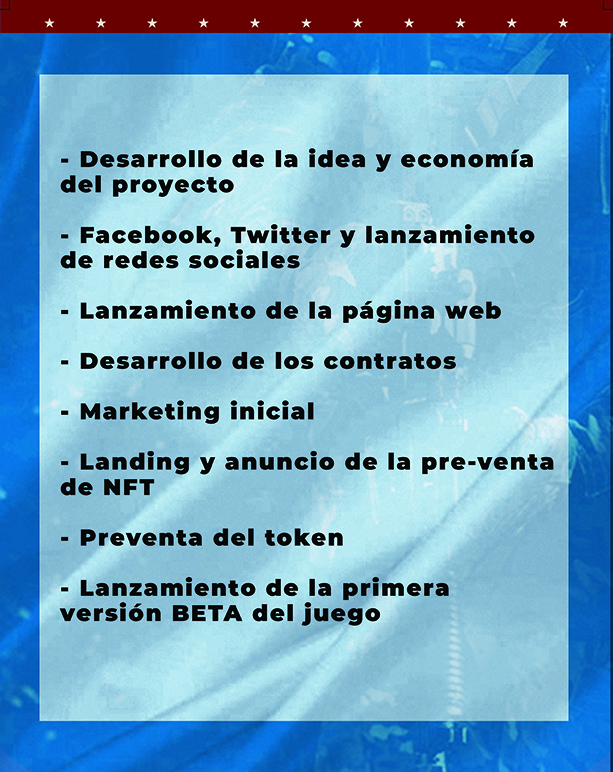 - Desarrollo de la idea y economía
del proyecto
- Facebook, Twitter y lanzamiento
de redes sociales
- Lanzamiento de la página web
- Desarrollo de los contratos
- Marketing inicial
- Landing y anuncio de la pre-venta
de NFT
- Preventa del token
- Lanzamiento de la primera
versión BETA del juego